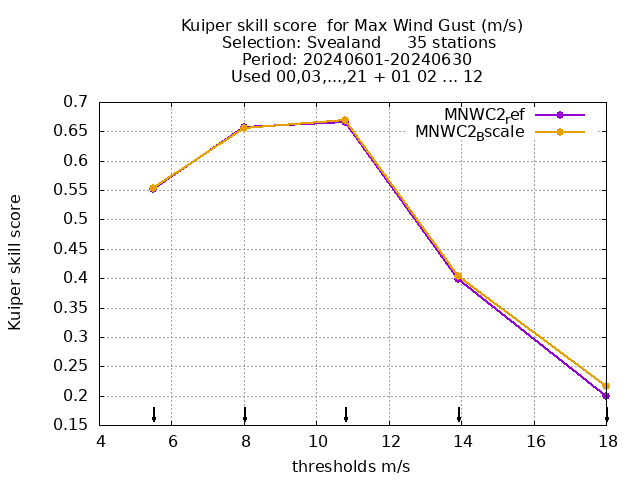 Kuiper skill score  for Max Wind Gust (m/s)
Selection: Svealand     35 stations
Period: 20240601-20240630
Used 00,03,...,21 + 01 02 ... 12
MNWC2ref
MNWC2Bscale
0.7
0.65
0.6
0.55
0.5
0.45
0.4
0.35
0.3
0.25
0.2
0.15
Kuiper skill score
4 6 8 10 12 14 16 18
thresholds m/s